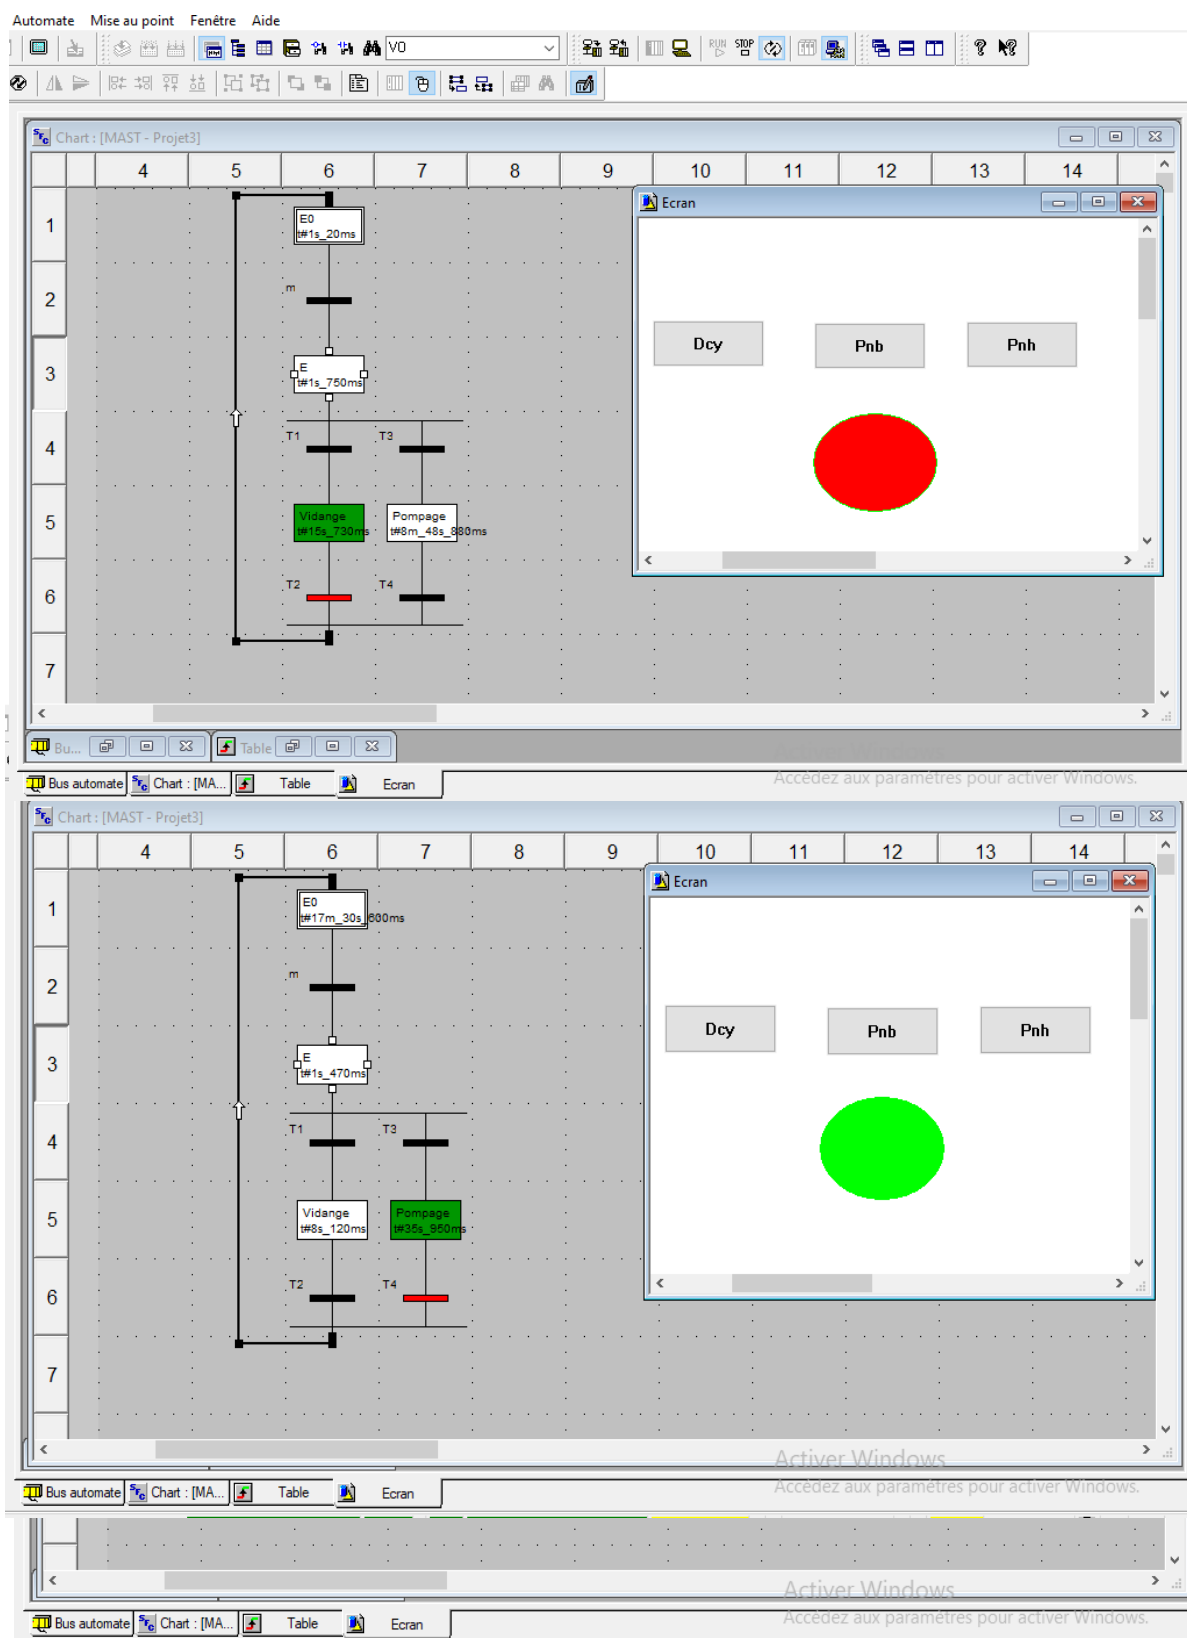 Automate Mise au point Fenêtre Aide
V0
RUN STOP
Chart : [MAST - Projet3]
4 5 6 7 8 9 10 11 12 13 14
Ecran
1
E0
t#1s_20ms
2
m
Dcy Pnb Pnh
3
E
t#1s_750ms
4
T1 T3
5
Vidange
t#15s_730ms
Pompage
t#8m_48s_880ms
6
T2 T4
7
Bu... Table
Activer Windows
Accédez aux paramètres pour activer Windows.
Bus automate Chart : [MA... Table Ecran
Chart : [MAST - Projet3]
4 5 6 7 8 9 10 11 12 13 14
Ecran
1
E0
t#17m_30s_600ms
2
m
Dcy Pnb Pnh
3
E
t#1s_470ms
4
T1 T3
5
Vidange
t#8s_120ms
Pompage
t#35s_950ms
6
T2 T4
7
Activer Windows
Accédez aux paramètres pour activer Windows.
Bus automate Chart : [MA... Table Ecran
Activer Windows
Accédez aux paramètres pour activer Windows.
Bus automate Chart : [MA... Table Ecran